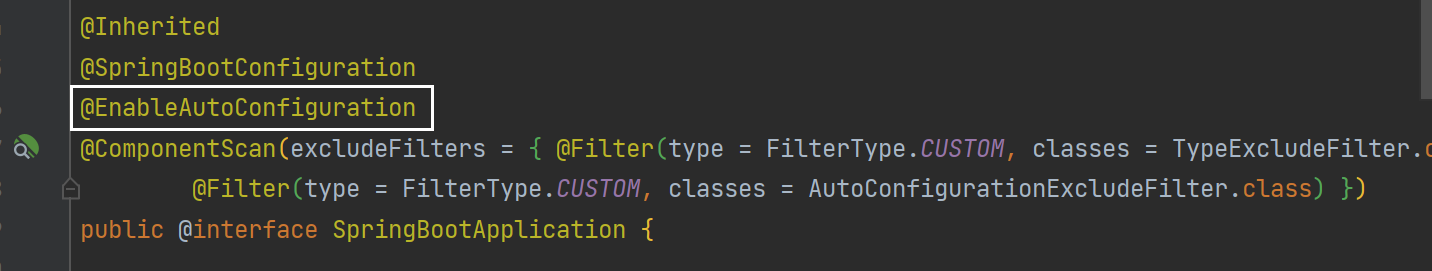 @Inherited
@SpringBootConfiguration
@EnableAutoConfiguration
@ComponentScan(excludeFilters = { @Filter(type = FilterType.CUSTOM, classes = TypeExcludeFilter.
@Filter(type = FilterType.CUSTOM, classes = AutoConfigurationExcludeFilter.class) })
public @interface SpringBootApplication {